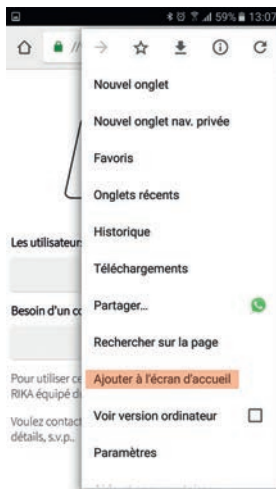 59% 13:07
//
Nouvel onglet
Nouvel onglet nav. privée
Favoris
Onglets récents
Historique
Les utilisateur
Téléchargements
Besoin d'un co
Partager...
Rechercher sur la page
Pour utiliser ce
RIKA équipé d
Ajouter à l'écran d'accueil
Voulez contac
détails, s.v.p..
Voir version ordinateur
Paramètres